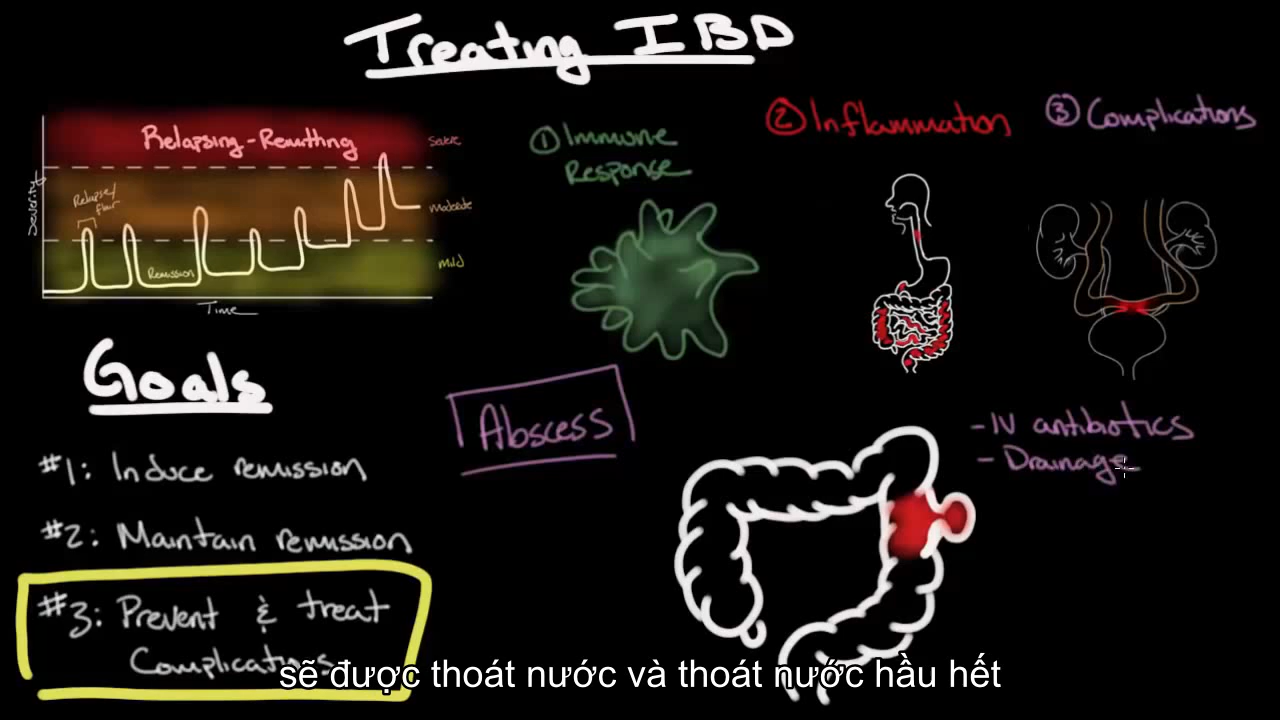 Treating IBD
Relapsing-Remitting
Severe
Severity
Relapse/
flair
Moderate
Remission
Mild
Time
① Immune
Response
② Inflammation
③ Complications
Goals
#1: Induce remission
#2: Maintain remission
#3: Prevent & treat
Complications
Abscess
- IV antibiotics
- Drainage
sẽ được thoát nước và thoát nước hầu hết